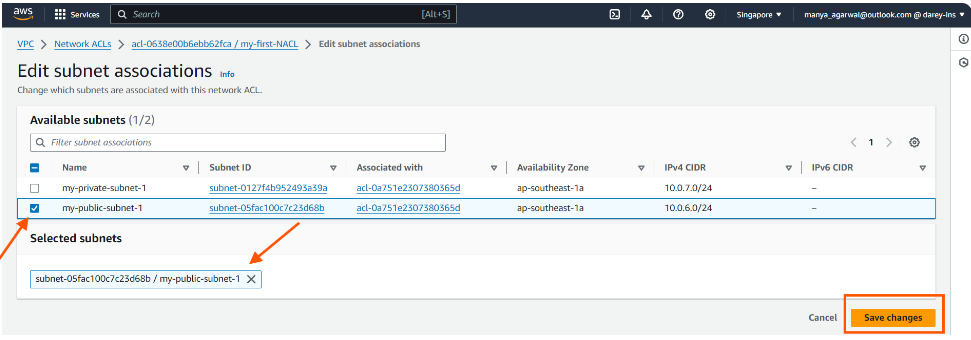 aws Services Search [Alt+S] Singapore manya_agarwal@outlook.com @ darey-ins
VPC > Network ACLs > acl-0638e00b6ebb62fca / my-first-NACL > Edit subnet associations
Edit subnet associations Info
Change which subnets are associated with this network ACL.
Available subnets (1/2)
Filter subnet associations
1
Name Subnet ID Associated with Availability Zone IPv4 CIDR IPv6 CIDR
my-private-subnet-1 subnet-0127f4b952493a39a acl-0a751e2307380365d ap-southeast-1a 10.0.7.0/24 –
my-public-subnet-1 subnet-05fac100c7c23d68b acl-0a751e2307380365d ap-southeast-1a 10.0.6.0/24 –
Selected subnets
subnet-05fac100c7c23d68b / my-public-subnet-1
Cancel Save changes